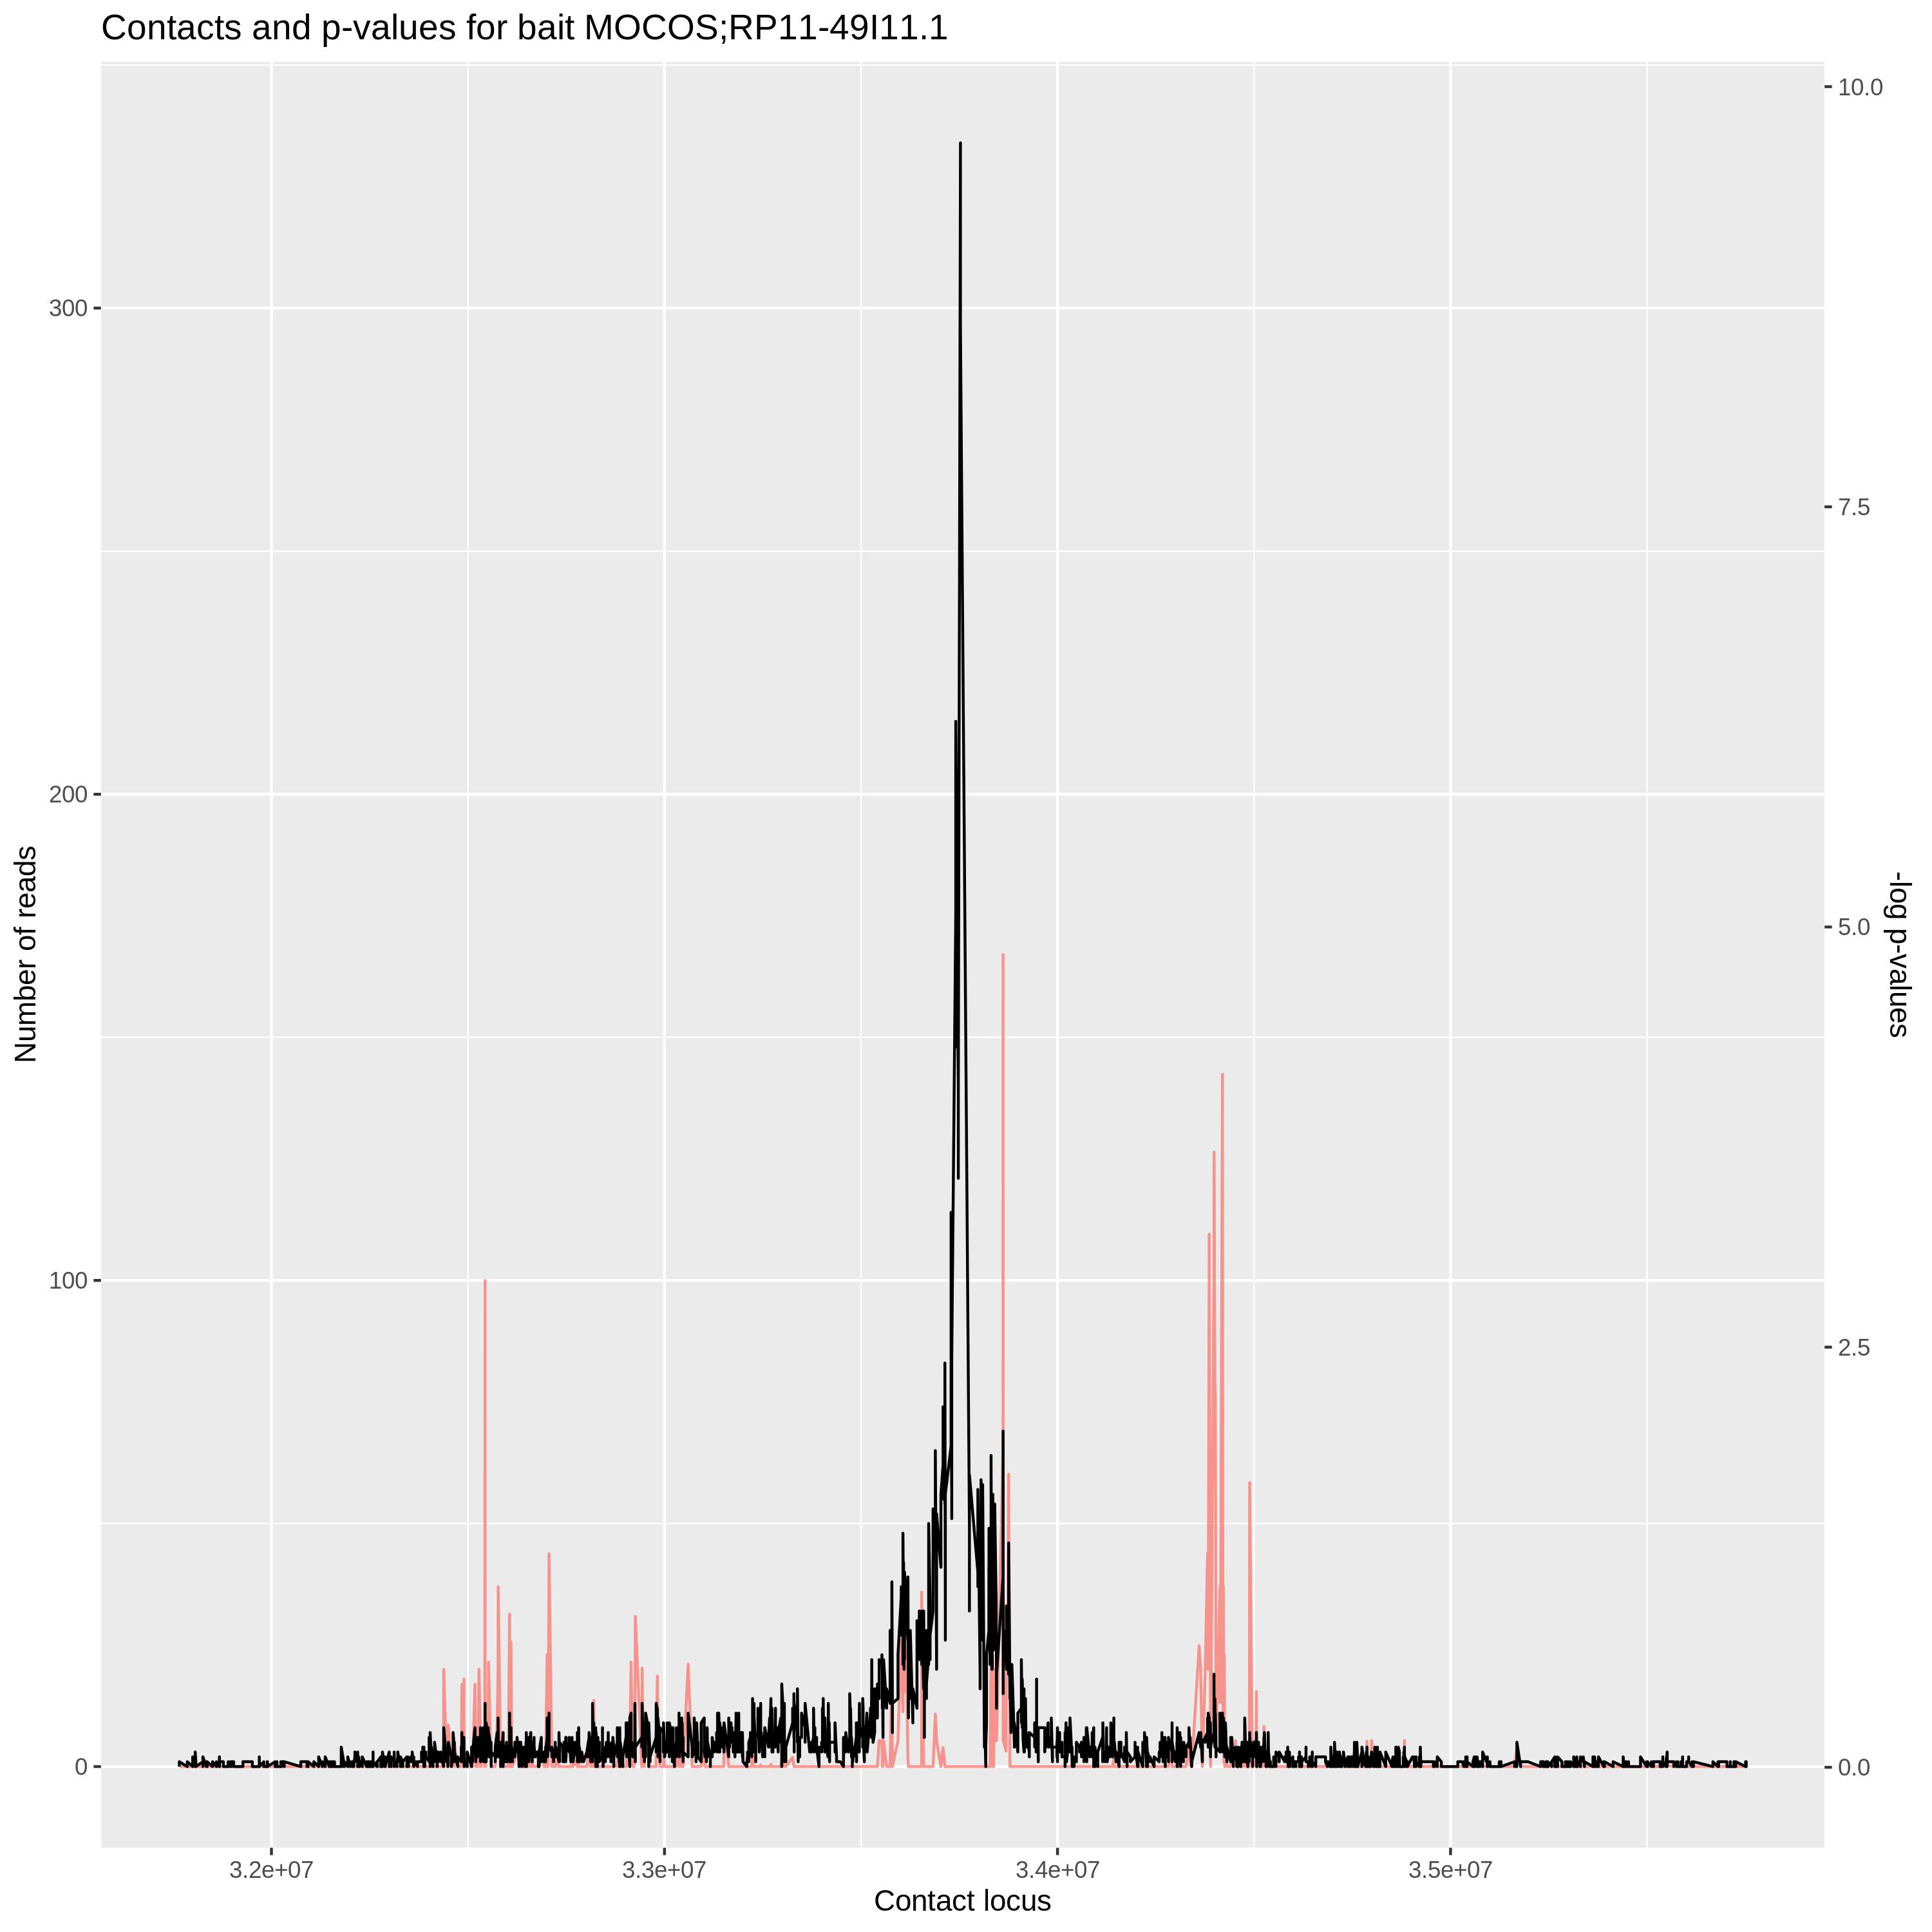 Contacts and p-values for bait MOCOS;RP11-49I11.1
10.0
300
7.5
200
5.0
Number of reads
-log p-values
100
2.5
0
0.0
3.2e+07
3.3e+07
3.4e+07
3.5e+07
Contact locus